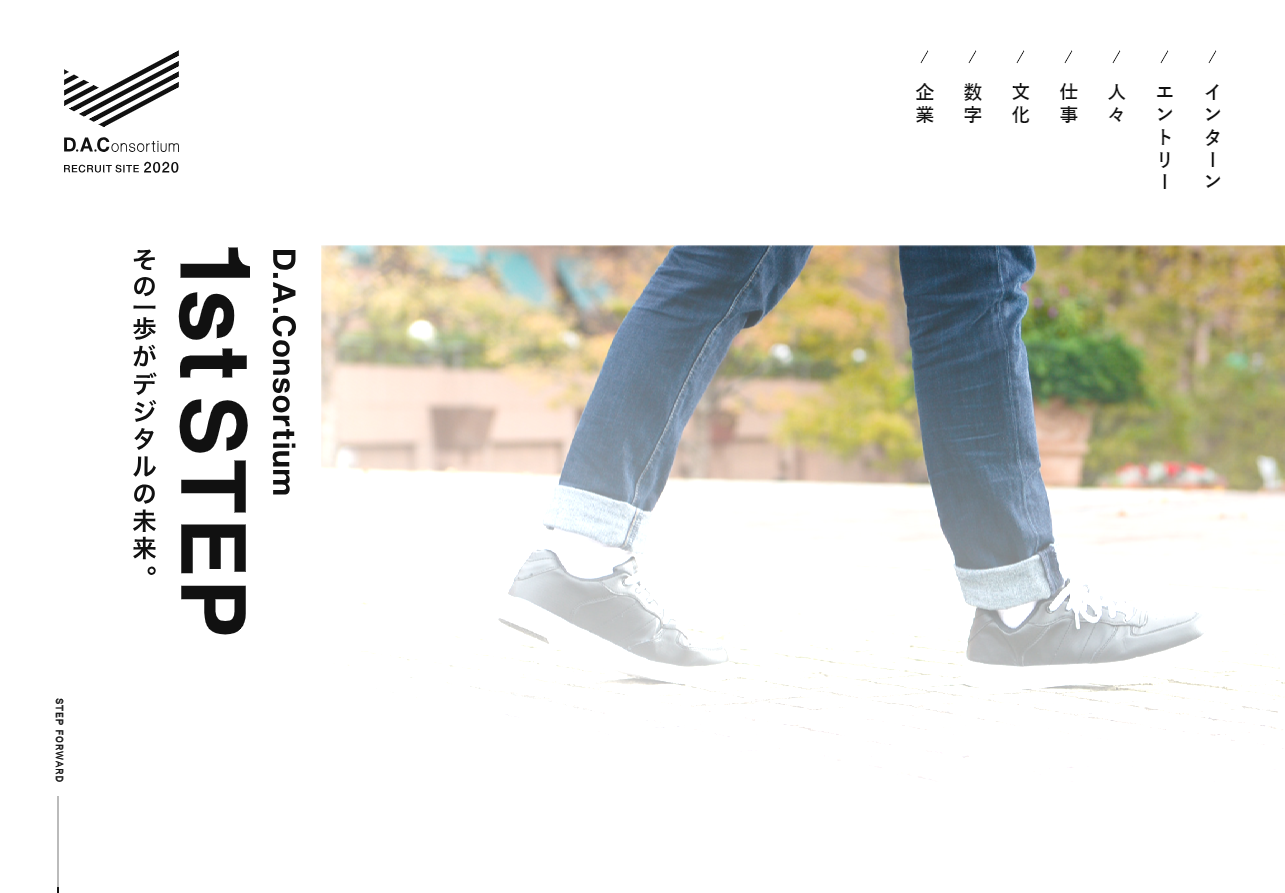 D.A.Consortium
RECRUIT SITE 2020
インターン
エントリー
人々
仕事
文化
数字
企業
D.A.Consortium
1st STEP
その一歩がデジタルの未来。
STEP FORWARD